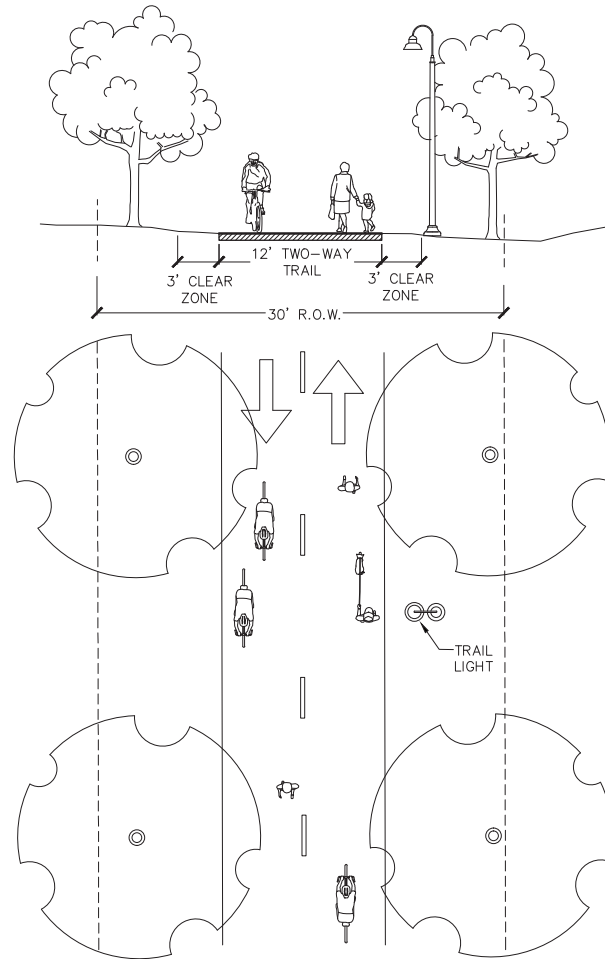 12' TWO-WAY
TRAIL
3' CLEAR
ZONE
3' CLEAR
ZONE
30' R.O.W.
TRAIL
LIGHT